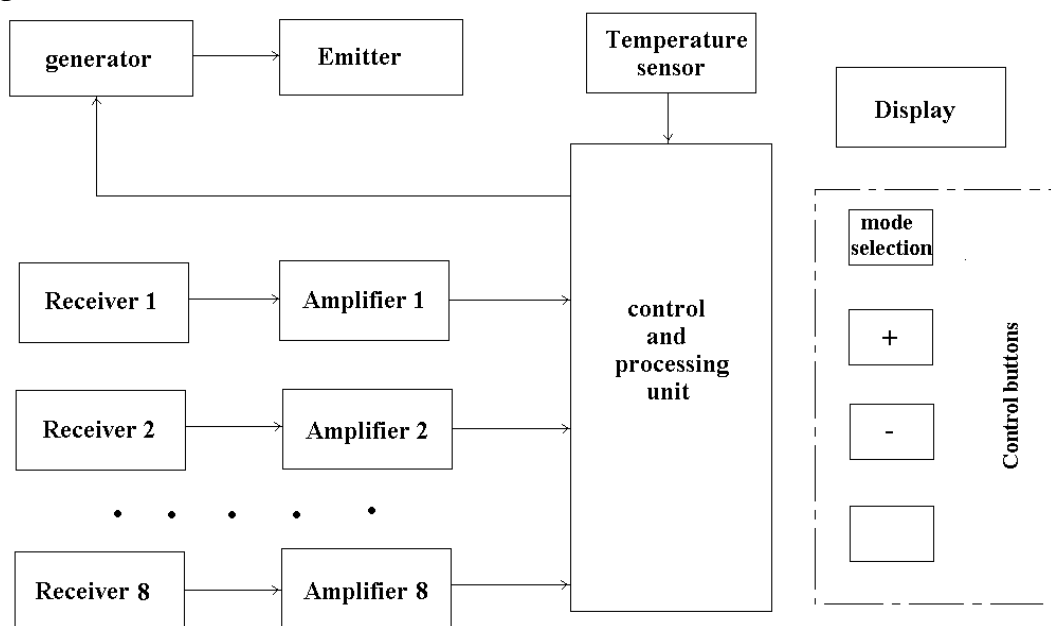 generator
Emitter
Temperature
sensor
Display
mode
selection
Receiver 1
Amplifier 1
control
and
processing
unit
+
Control buttons
Receiver 2
Amplifier 2
-
Receiver 8
Amplifier 8